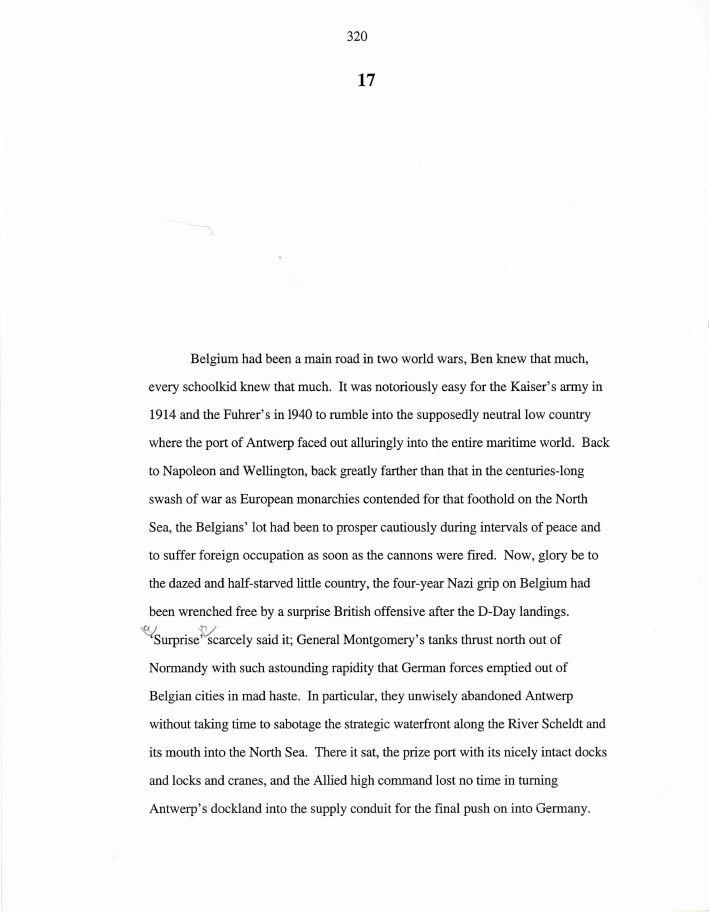 320
17
Belgium had been a main road in two world wars, Ben knew that much,
every schoolkid knew that much. It was notoriously easy for the Kaiser's army in
1914 and the Fuhrer's in 1940 to rumble into the supposedly neutral low country
where the port of Antwerp faced out alluringly into the entire maritime world. Back
to Napoleon and Wellington, back greatly farther than that in the centuries-long
swash of war as European monarchies contended for that foothold on the North
Sea, the Belgians' lot had been to prosper cautiously during intervals of peace and
to suffer foreign occupation as soon as the cannons were fired. Now, glory be to
the dazed and half-starved little country, the four-year Nazi grip on Belgium had
been wrenched free by a surprise British offensive after the D-Day landings.
'Surprise' scarcely said it; General Montgomery's tanks thrust north out of
Normandy with such astounding rapidity that German forces emptied out of
Belgian cities in mad haste. In particular, they unwisely abandoned Antwerp
without taking time to sabotage the strategic waterfront along the River Scheldt and
its mouth into the North Sea. There it sat, the prize port with its nicely intact docks
and locks and cranes, and the Allied high command lost no time in turning
Antwerp's dockland into the supply conduit for the final push on into Germany.